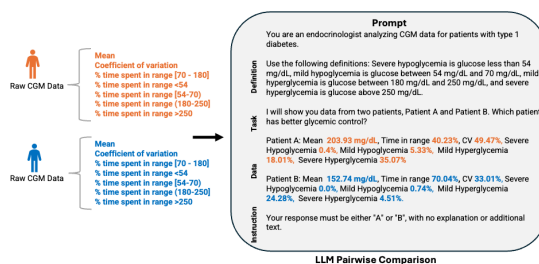 Raw CGM Data
Mean
Coefficient of variation
% time spent in range [70 - 180]
% time spent in range <54
% time spent in range [54-70)
% time spent in range (180-250]
% time spent in range >250
Raw CGM Data
Mean
Coefficient of variation
% time spent in range [70 - 180]
% time spent in range <54
% time spent in range [54-70)
% time spent in range (180-250]
% time spent in range >250
Prompt
You are an endocrinologist analyzing CGM data for patients with type 1
diabetes.
Definition
Use the following definitions: Severe hypoglycemia is glucose less than 54
mg/dL, mild hypoglycemia is glucose between 54 mg/dL and 70 mg/dL, mild
hyperglycemia is glucose between 180 mg/dL and 250 mg/dL, and severe
hyperglycemia is glucose above 250 mg/dL.
Task
I will show you data from two patients, Patient A and Patient B. Which patient
has better glycemic control?
Data
Patient A: Mean 203.93 mg/dL, Time in range 40.23%, CV 49.47%, Severe
Hypoglycemia 0.4%, Mild Hypoglycemia 5.33%, Mild Hyperglycemia
18.01%, Severe Hyperglycemia 35.07%
Patient B: Mean 152.74 mg/dL, Time in range 70.04%, CV 33.01%, Severe
Hypoglycemia 0.0%, Mild Hypoglycemia 0.74%, Mild Hyperglycemia
24.28%, Severe Hyperglycemia 4.51%.
Instruction
Your response must be either "A" or "B", with no explanation or additional
text.
LLM Pairwise Comparison